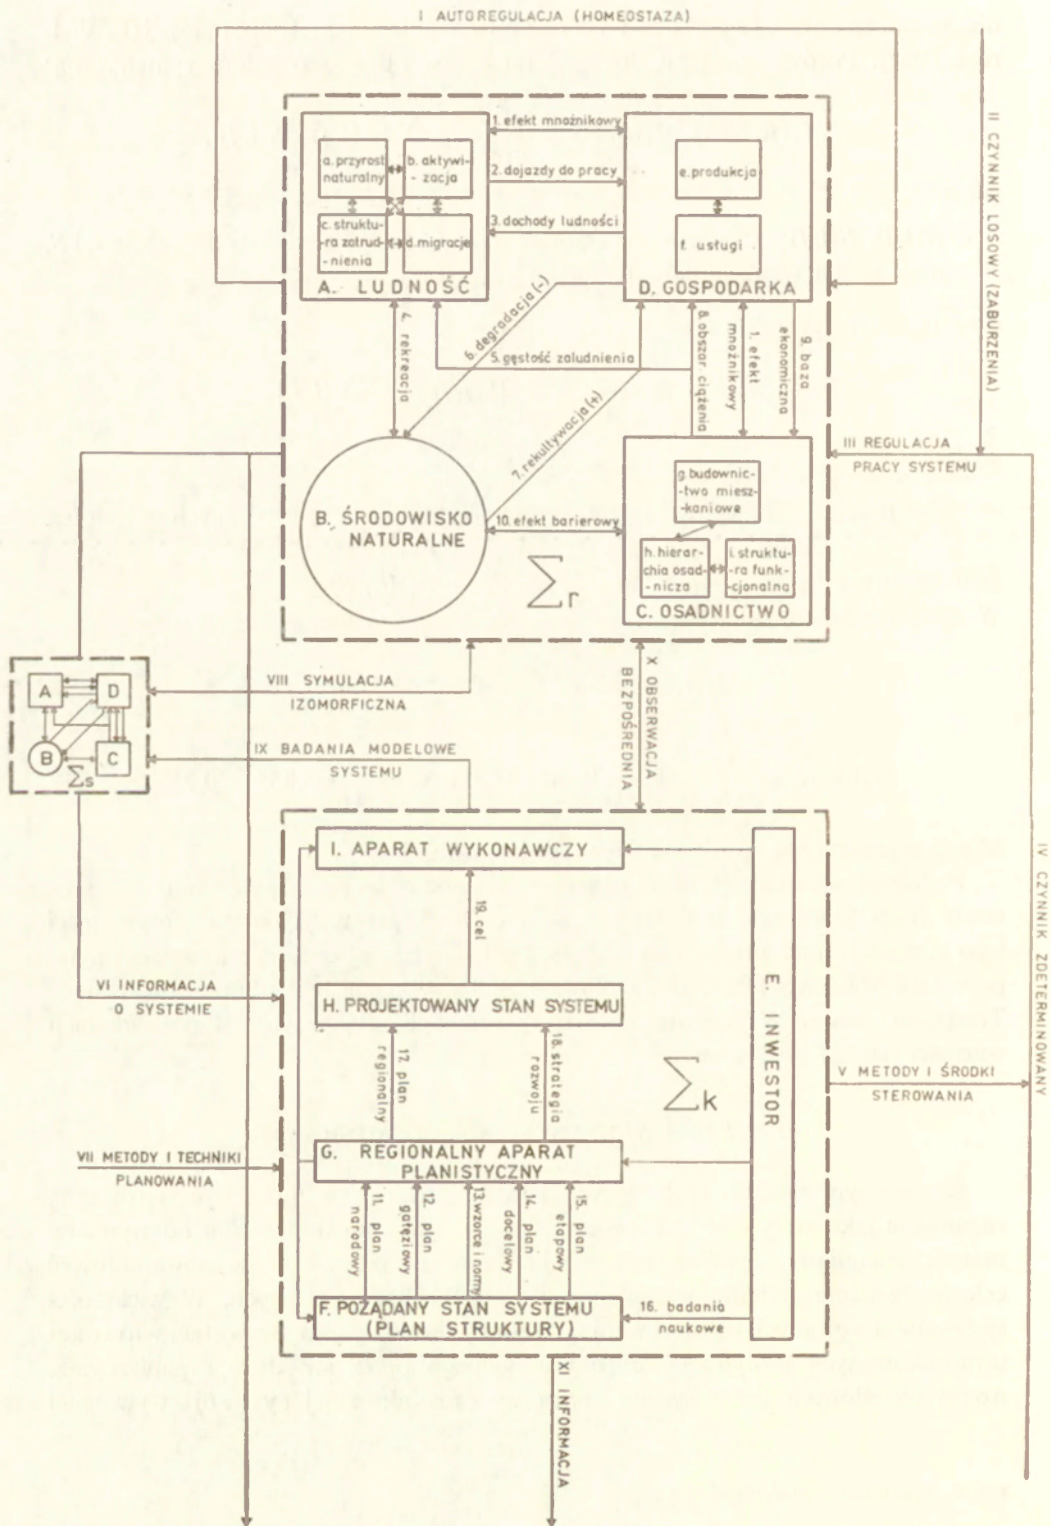 I AUTOREGULACJA (HOMEOSTAZA)
II CZYNNIK LOSOWY (ZABURZENIA)
1. efekt mnożnikowy
2. dojazdy do pracy
3. dochody ludności
a. przyrost
naturalny
b. aktywi-
-zacja
c. struktu-
-ra zatrud-
-nienia
d. migracje
A. LUDNOŚĆ
e. produkcja
f. usługi
D. GOSPODARKA
4. rekreacja
6. degradacja (-)
5. gęstość zaludnienia
7. rekultywacja (+)
8. obszar ciążenia
1. efekt
mnożnikowy
9. baza
ekonomiczna
III REGULACJA
PRACY SYSTEMU
B. ŚRODOWISKO
NATURALNE
10. efekt barierowy
Σr
g. budownic-
-two miesz-
-kaniowe
h. hierar-
-chia osad-
-nicza
i. struktu-
-ra funk-
-cjonalna
C. OSADNICTWO
A
D
B
C
Σs
VIII SYMULACJA
IZOMORFICZNA
X OBSERWACJA
BEZPOŚREDNIA
IX BADANIA MODELOWE
SYSTEMU
I. APARAT WYKONAWCZY
19. cel
IV CZYNNIK ZDETERMINOWANY
VI INFORMACJA
O SYSTEMIE
H. PROJEKTOWANY STAN SYSTEMU
E. INWESTOR
17. plan
regionalny
18. strategia
rozwoju
Σk
V METODY I ŚRODKI
STEROWANIA
VII METODY I TECHNIKI
PLANOWANIA
G. REGIONALNY APARAT
PLANISTYCZNY
11. plan
narodowy
12. plan
gałęziowy
13. wzorce i normy
14. plan
docelowy
15. plan
etapowy
F. POŻĄDANY STAN SYSTEMU
(PLAN STRUKTURY)
16. badania
naukowe
XI INFORMACJA